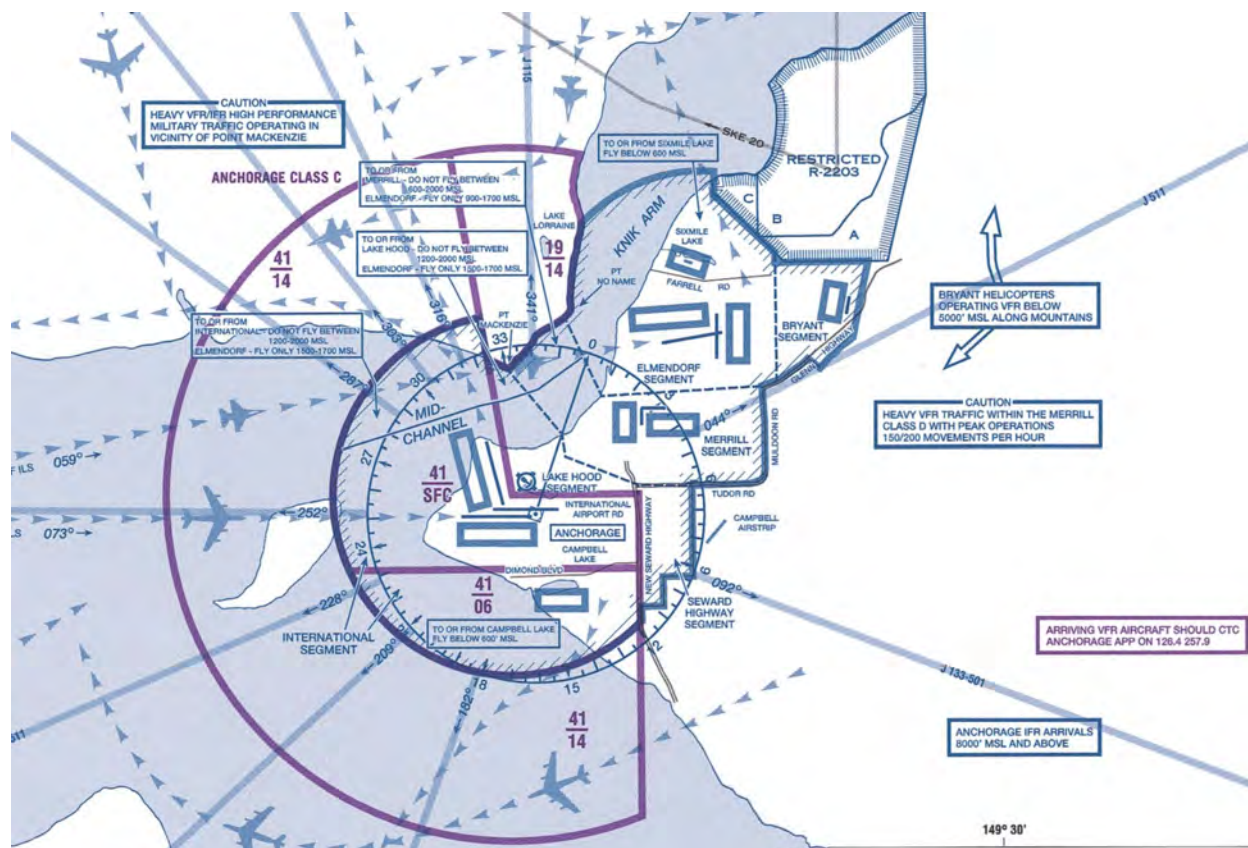 CAUTION
HEAVY VFR/IFR HIGH PERFORMANCE
MILITARY TRAFFIC OPERATING IN
VICINITY OF POINT MACKENZIE
J 115
SKE 20
TO OR FROM SIXMILE LAKE
FLY BELOW 600 MSL
RESTRICTED
R-2203
C
B
A
J 511
ANCHORAGE CLASS C
TO OR FROM
MERRILL - DO NOT FLY BETWEEN
1600-2000 MSL
ELMENDORF - FLY ONLY 900-1700 MSL
LAKE
LORRAINE
KNIK ARM
SIXMILE
LAKE
41
14
TO OR FROM
LAKE HOOD - DO NOT FLY BETWEEN
1200-2000 MSL
ELMENDORF - FLY ONLY 1500-1700 MSL
19
14
PT
NO NAME
FARRELL RD
BRYANT HELICOPTERS
OPERATING VFR BELOW
5000' MSL ALONG MOUNTAINS
TO OR FROM
INTERNATIONAL - DO NOT FLY BETWEEN
1200-2000 MSL
ELMENDORF - FLY ONLY 1500-1700 MSL
316°
341°
PT
MACKENZIE
33
0
BRYANT
SEGMENT
GLENN HIGHWAY
287°
30
ELMENDORF
SEGMENT
3
CAUTION
HEAVY VFR TRAFFIC WITHIN THE MERRILL
CLASS D WITH PEAK OPERATIONS
150/200 MOVEMENTS PER HOUR
MID-
CHANNEL
044°
MERRILL
SEGMENT
MULDOON RD
F ILS
059°
27
41
SFC
LAKE HOOD
SEGMENT
TUDOR RD
INTERNATIONAL
AIRPORT RD
252°
073°
ANCHORAGE
CAMPBELL
AIRSTRIP
NEW SEWARD HIGHWAY
24
CAMPBELL
LAKE
DIMOND BLVD
092°
228°
41
06
SEWARD
HIGHWAY
SEGMENT
INTERNATIONAL
SEGMENT
TO OR FROM CAMPBELL LAKE
FLY BELOW 600' MSL
209°
12
ARRIVING VFR AIRCRAFT SHOULD CTC
ANCHORAGE APP ON 126.4 257.9
18
15
182°
J 133-501
41
14
ANCHORAGE IFR ARRIVALS
8000' MSL AND ABOVE
149° 30'